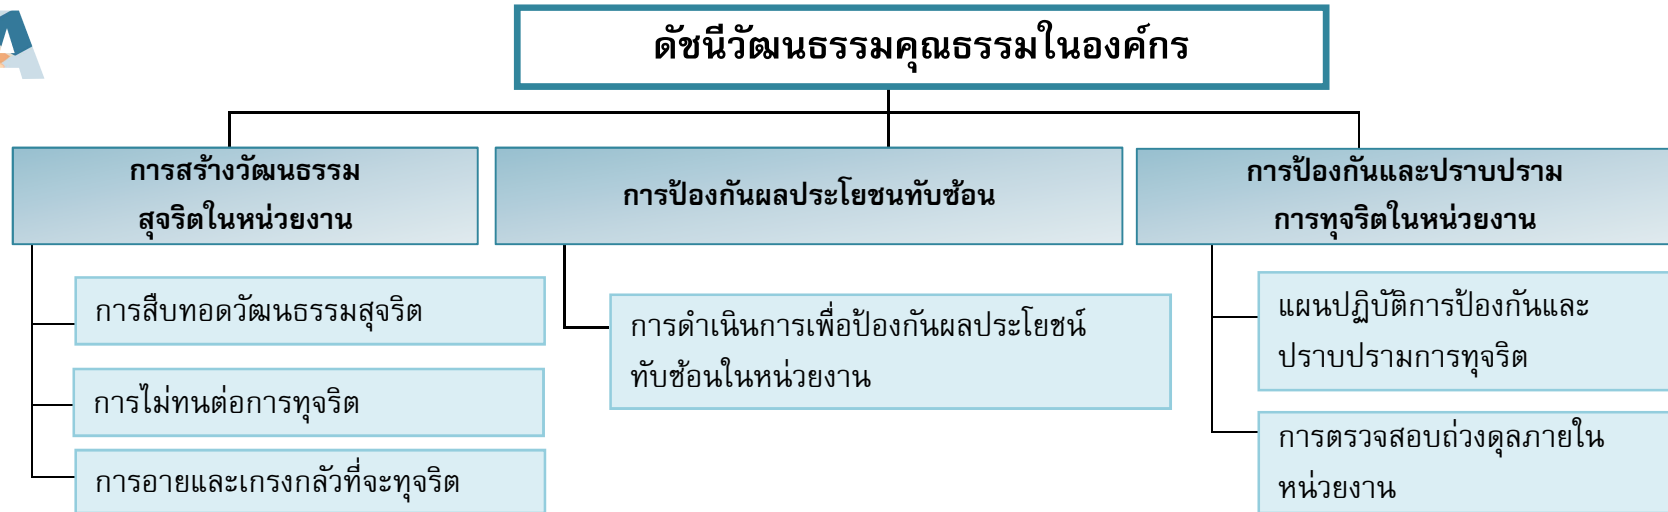 ดัชนีวัฒนธรรมคุณธรรมในองค์กร
การสร้างวัฒนธรรม
สุจริตในหน่วยงาน
การสืบทอดวัฒนธรรมสุจริต
การไม่ทนต่อการทุจริต
การอายและเกรงกลัวที่จะทุจริต
การป้องกันผลประโยชนทับซ้อน
การดำเนินการเพื่อป้องกันผลประโยชน์
ทับซ้อนในหน่วยงาน
การป้องกันและปราบปราม
การทุจริตในหน่วยงาน
แผนปฏิบัติการป้องกันและ
ปราบปรามการทุจริต
การตรวจสอบถ่วงดุลภายใน
หน่วยงาน